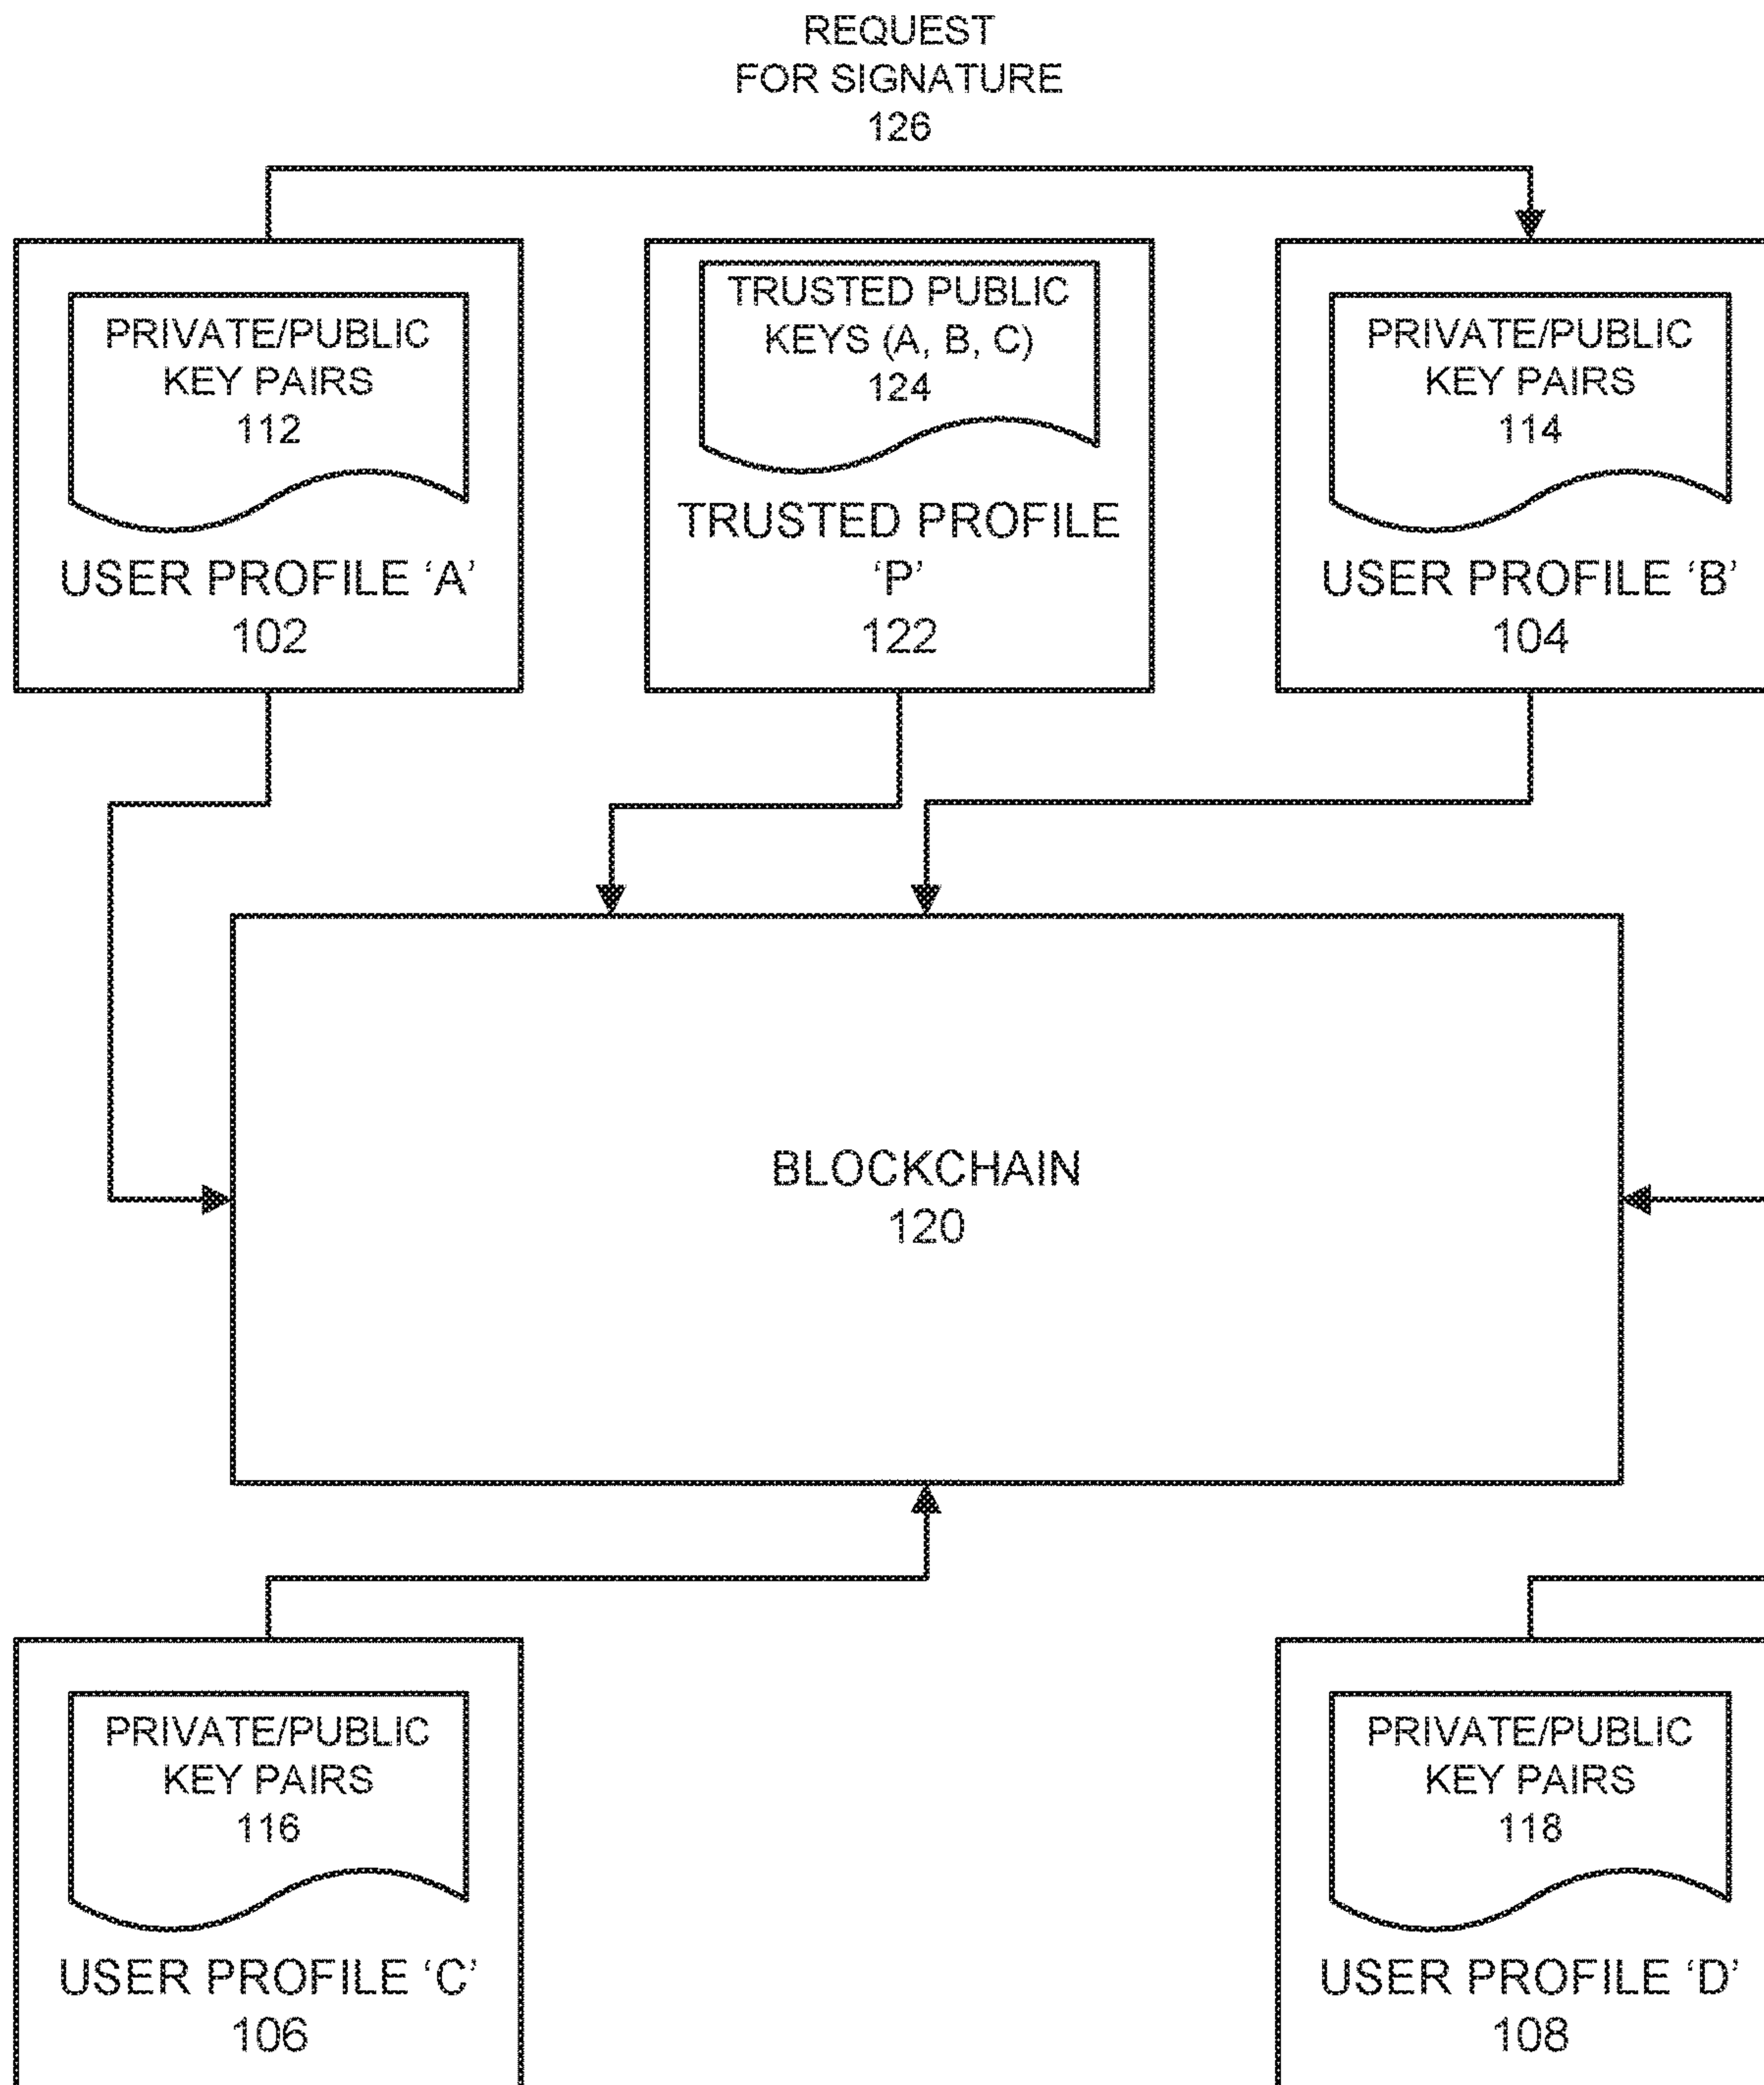 REQUEST
FOR SIGNATURE
126
PRIVATE/PUBLIC
KEY PAIRS
112
USER PROFILE ‘A’
102
TRUSTED PUBLIC
KEYS (A, B, C)
124
TRUSTED PROFILE
‘P’
122
PRIVATE/PUBLIC
KEY PAIRS
114
USER PROFILE ‘B’
104
BLOCKCHAIN
120
PRIVATE/PUBLIC
KEY PAIRS
116
USER PROFILE ‘C’
106
PRIVATE/PUBLIC
KEY PAIRS
118
USER PROFILE ‘D’
108